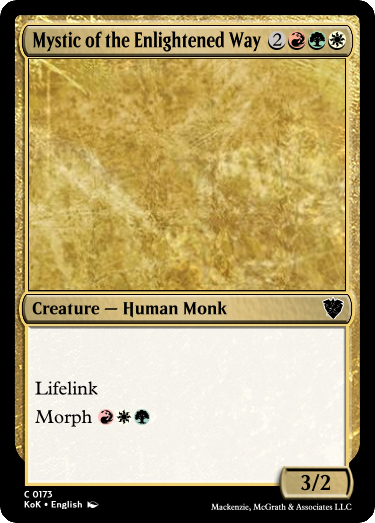 Mystic of the Enlightened Way 2
Creature — Human Monk
Lifelink
Morph
3/2
C 0173
KoK • English
Mackenzie, McGrath & Associates LLC